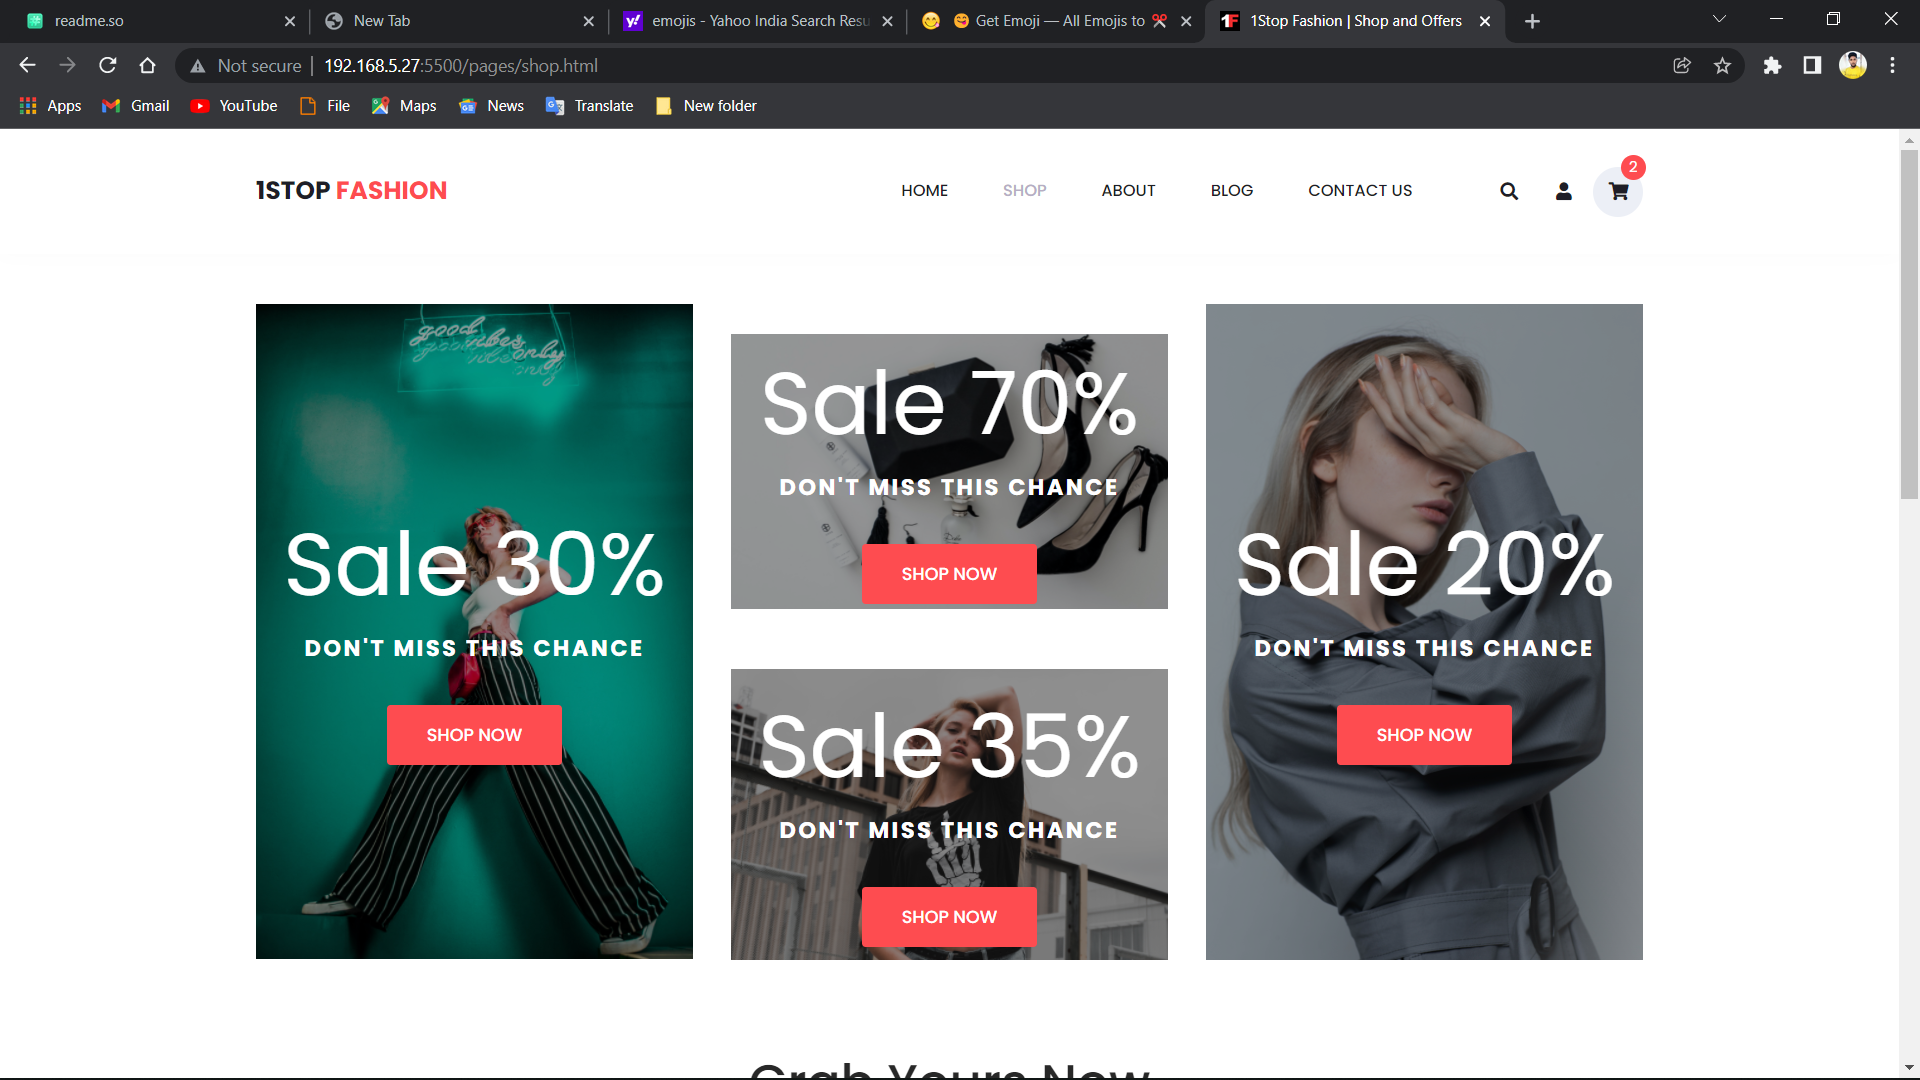 readme.so
New Tab
emojis - Yahoo India Search Resu
Get Emoji — All Emojis to
1Stop Fashion | Shop and Offers
Not secure
192.168.5.27:5500/pages/shop.html
Apps
Gmail
YouTube
File
Maps
News
Translate
New folder
1STOP FASHION
HOME
SHOP
ABOUT
BLOG
CONTACT US
2
good vibes only
Sale 30%
DON'T MISS THIS CHANCE
SHOP NOW
Sale 70%
DON'T MISS THIS CHANCE
SHOP NOW
Sale 35%
DON'T MISS THIS CHANCE
SHOP NOW
Sale 20%
DON'T MISS THIS CHANCE
SHOP NOW
Grab Yours Now